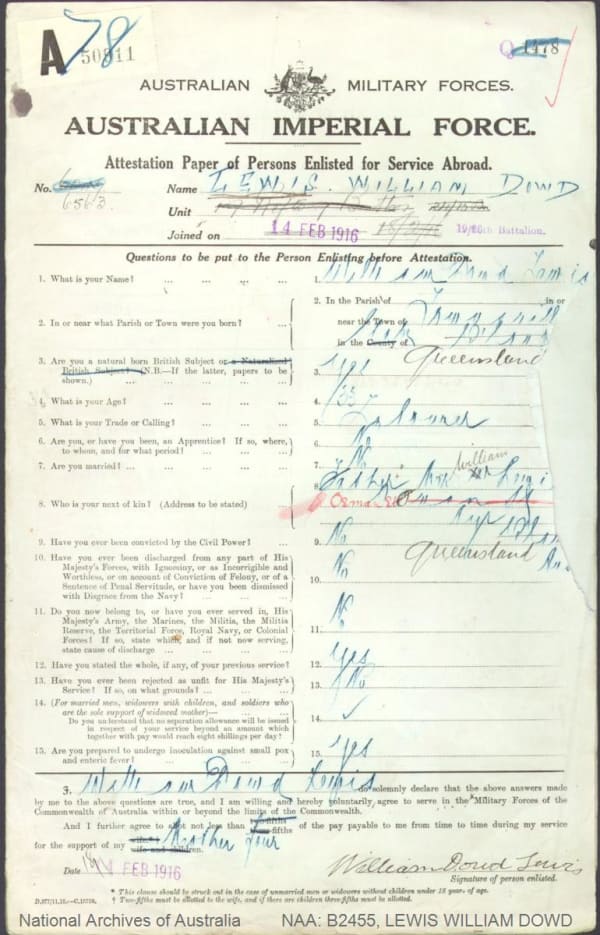 A 78
50811
Q 1478
AUSTRALIAN MILITARY FORCES.
AUSTRALIAN IMPERIAL FORCE.
Attestation Paper of Persons Enlisted for Service Abroad.
No. 6563 Name LEWIS. WILLIAM DOWD
Unit
Joined on 14 FEB 1916 19/26th Battalion.
Questions to be put to the Person Enlisting before Attestation.
1. What is your Name? ... ... ... ... 1. William Dowd Lewis
2. In or near what Parish or Town were you born? ... 2. In the Parish of Townsville in or
near the Town of
in the County of Queensland
3. Are you a natural born British Subject or a Naturalized
British Subject? (N.B.—If the latter, papers to be
shown.) ... ... ... ... ... 3. Yes
4. What is your Age? ... ... ... ... 4.
5. What is your Trade or Calling? ... ... ... 5. Labourer
6. Are you, or have you been, an Apprentice? If so, where,
to whom, and for what period? ... ... ... 6. No
7. Are you married? ... ... ... ... 7.
8. Who is your next of kin? (Address to be stated) 8. Father William Lewis
Ayr
Queensland
9. Have you ever been convicted by the Civil Power? ... 9. No
10. Have you ever been discharged from any part of His
Majesty's Forces, with Ignominy, or as Incorrigible and
Worthless, or on account of Conviction of Felony, or of a
Sentence of Penal Servitude, or have you been dismissed
with Disgrace from the Navy? ... ... ... 10. No
11. Do you now belong to, or have you ever served in, His
Majesty's Army, the Marines, the Militia, the Militia
Reserve, the Territorial Force, Royal Navy, or Colonial
Forces? If so, state which, and if not now serving,
state cause of discharge ... ... ... ... 11. No
12. Have you stated the whole, if any, of your previous service? 12. Yes
13. Have you ever been rejected as unfit for His Majesty's
Service? If so, on what grounds? ... ... ... 13. No
14. (For married men, widowers with children, and soldiers who
are the sole support of widowed mother)—
Do you understand that no separation allowance will be issued
in respect of your service beyond an amount which
together with pay would reach eight shillings per day? 14. ✓
15. Are you prepared to undergo inoculation against small pox
and enteric fever? ... ... ... ... 15. Yes
I, William Dowd Lewis do solemnly declare that the above answers made
by me to the above questions are true, and I am willing and hereby voluntarily agree to serve in the Military Forces of the
Commonwealth of Australia within or beyond the limits of the Commonwealth.
And I further agree to allot not less than -fifths of the pay payable to me from time to time during my service
for the support of my Mother four
wife and children.
Date 14 FEB 1916 William Dowd Lewis
Signature of person enlisted.
* This clause should be struck out in the case of unmarried men or widowers without children under 18 years of age.
† Two-fifths must be allotted to the wife, and if there are children three-fifths must be allotted.
National Archives of Australia NAA: B2455, LEWIS WILLIAM DOWD